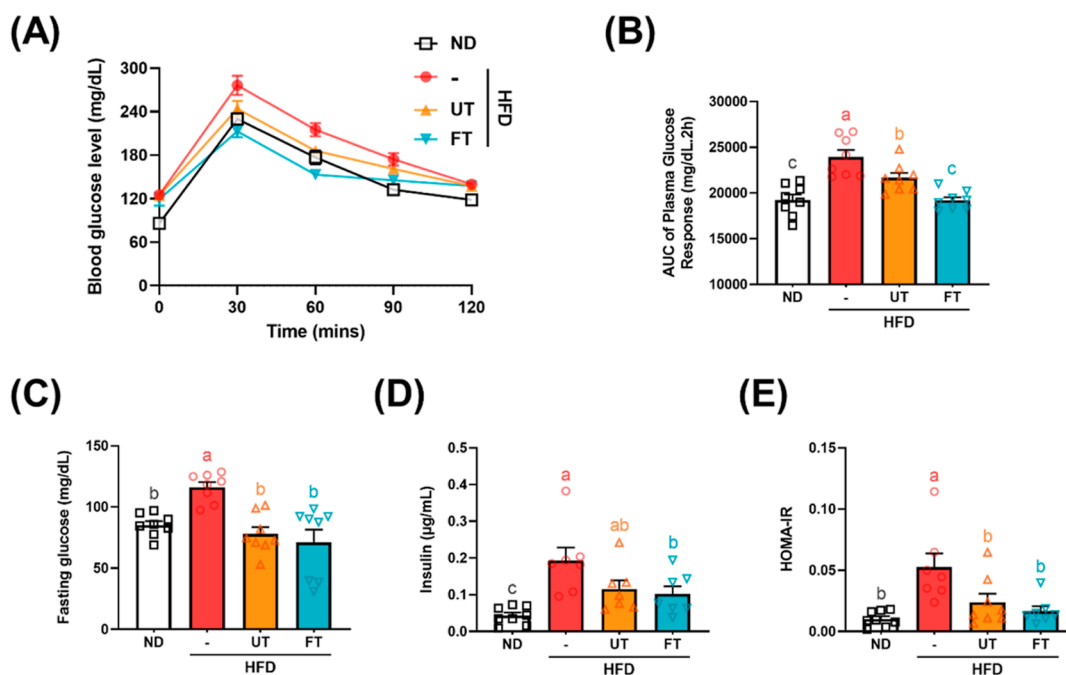 (A)
ND
-
UT
FT
HFD
Blood glucose level (mg/dL)
300
240
180
120
60
0
0 30 60 90 120
Time (mins)
(B)
AUC of Plasma Glucose
Response (mg/dL.2h)
30000
25000
20000
15000
10000
c a b c
ND - UT FT
HFD
(C)
Fasting glucose (mg/dL)
150
100
50
0
b a b b
ND - UT FT
HFD
(D)
Insulin (μg/mL)
0.5
0.4
0.3
0.2
0.1
0.0
c a ab b
ND - UT FT
HFD
(E)
HOMA-IR
0.15
0.10
0.05
0.00
b a b b
ND - UT FT
HFD